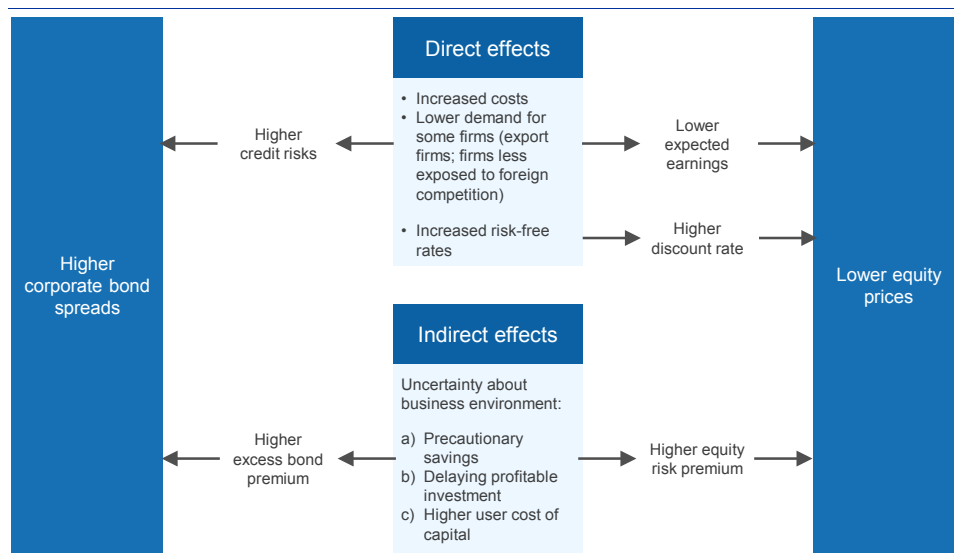 Direct effects
• Increased costs
• Lower demand for
some firms (export
firms; firms less
exposed to foreign
competition)
• Increased risk-free
rates
Higher
credit risks
Lower
expected
earnings
Higher
discount rate
Higher
corporate bond
spreads
Lower equity
prices
Indirect effects
Uncertainty about
business environment:
a) Precautionary
savings
b) Delaying profitable
investment
c) Higher user cost of
capital
Higher
excess bond
premium
Higher equity
risk premium